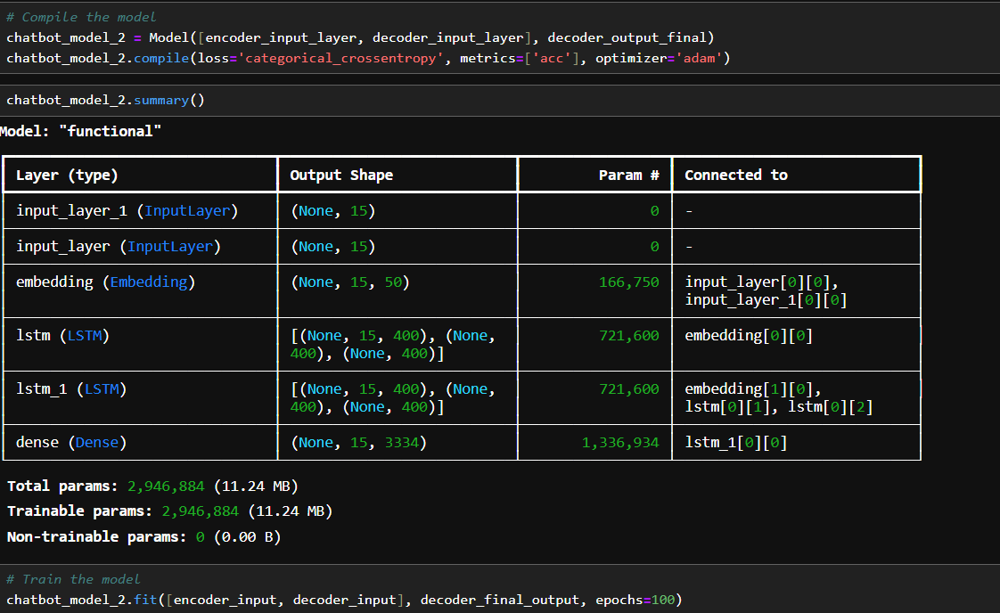 # Compile the model
chatbot_model_2 = Model([encoder_input_layer, decoder_input_layer], decoder_output_final)
chatbot_model_2.compile(loss='categorical_crossentropy', metrics=['acc'], optimizer='adam')
chatbot_model_2.summary()
Model: "functional"
Layer (type) Output Shape Param # Connected to
input_layer_1 (InputLayer) (None, 15) 0 -
input_layer (InputLayer) (None, 15) 0 -
embedding (Embedding) (None, 15, 50) 166,750 input_layer[0][0],
input_layer_1[0][0]
lstm (LSTM) [(None, 15, 400), (None, 721,600 embedding[0][0]
400), (None, 400)]
lstm_1 (LSTM) [(None, 15, 400), (None, 721,600 embedding[1][0],
400), (None, 400)] lstm[0][1], lstm[0][2]
dense (Dense) (None, 15, 3334) 1,336,934 lstm_1[0][0]
Total params: 2,946,884 (11.24 MB)
Trainable params: 2,946,884 (11.24 MB)
Non-trainable params: 0 (0.00 B)
# Train the model
chatbot_model_2.fit([encoder_input, decoder_input], decoder_final_output, epochs=100)